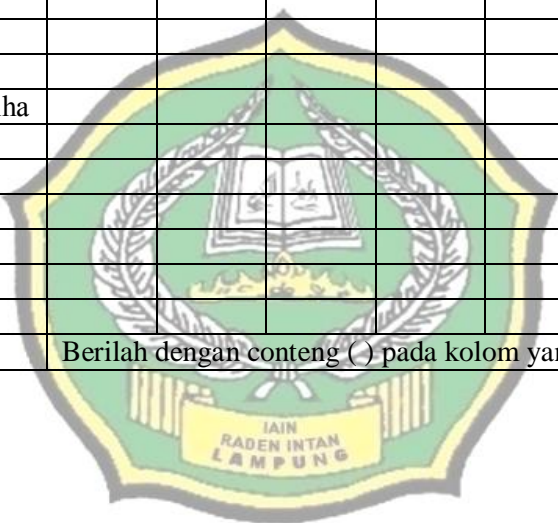 ha
Berilah dengan conteng ( ) pada kolom yan
IAIN
RADEN INTAN
LAMPUNG